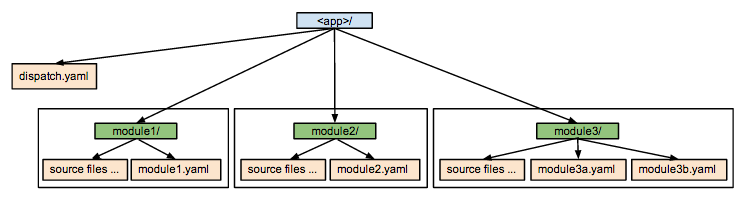 <app>/
dispatch.yaml
module1/
module2/
module3/
source files ...
module1.yaml
source files ...
module2.yaml
source files ...
module3a.yaml
module3b.yaml